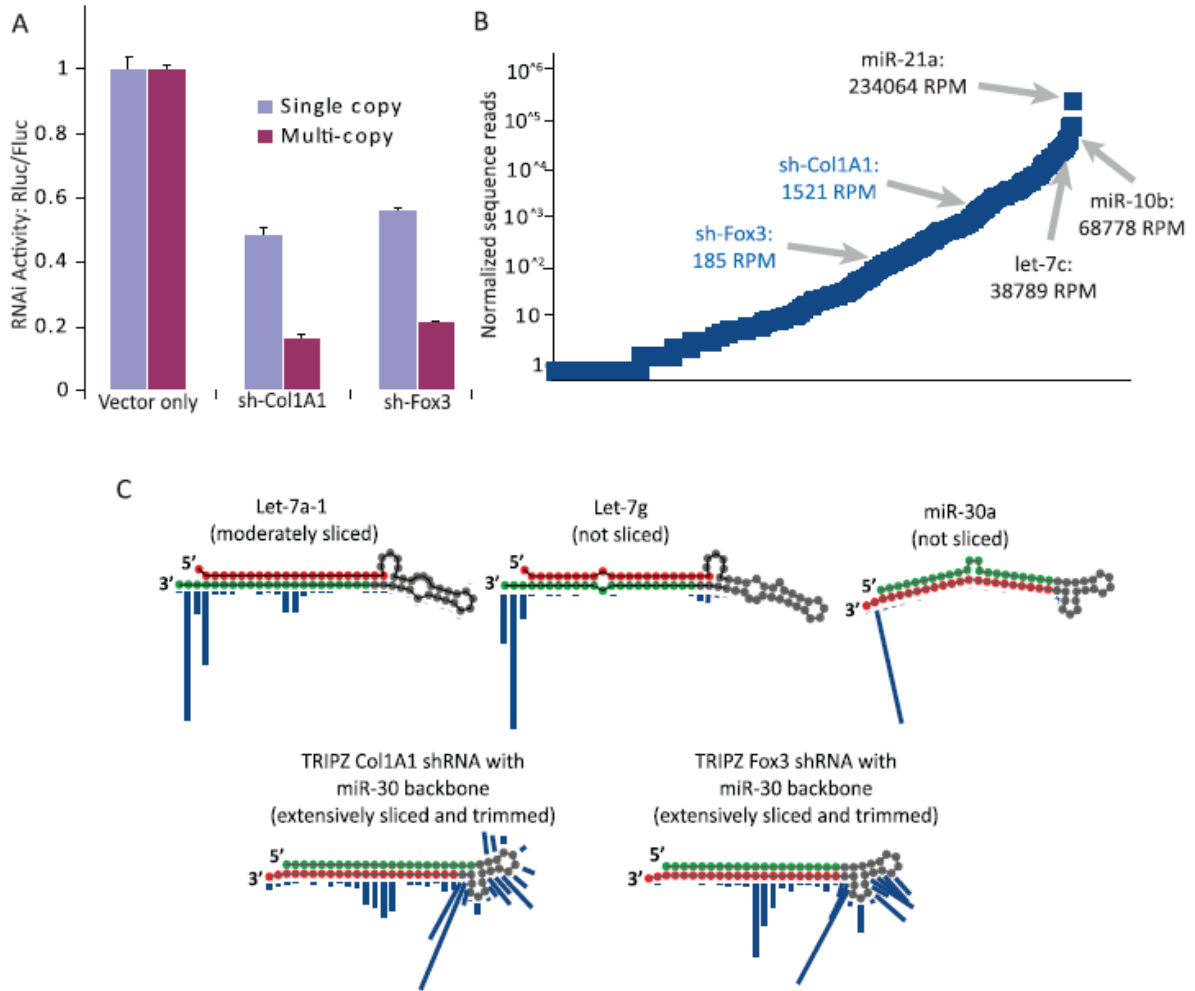 A
RNAi Activity: Rluc/Fluc
1
0.8
0.6
0.4
0.2
0
Single copy
Multi-copy
Vector only
sh-Col1A1
sh-Fox3
B
Normalized sequence reads
10^6
10^5
10^4
10^3
10^2
10
1
miR-21a:
234064 RPM
sh-Col1A1:
1521 RPM
sh-Fox3:
185 RPM
miR-10b:
68778 RPM
let-7c:
38789 RPM
C
Let-7a-1
(moderately sliced)
5’
3’
Let-7g
(not sliced)
5’
3’
miR-30a
(not sliced)
5’
3’
TRIPZ Col1A1 shRNA with
miR-30 backbone
(extensively sliced and trimmed)
5’
3’
TRIPZ Fox3 shRNA with
miR-30 backbone
(extensively sliced and trimmed)
5’
3’